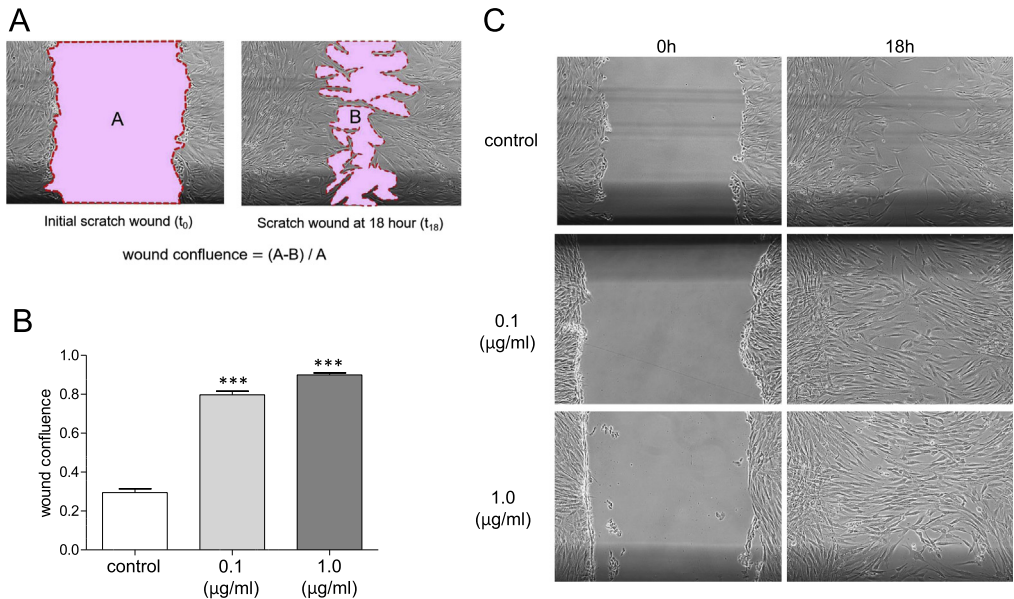 A
A
B
Initial scratch wound (t0)
Scratch wound at 18 hour (t18)
wound confluence = (A-B) / A
B
wound confluence
1.0
0.8
0.6
0.4
0.2
0.0
***
***
control
0.1
(µg/ml)
1.0
(µg/ml)
C
0h
18h
control
0.1
(µg/ml)
1.0
(µg/ml)